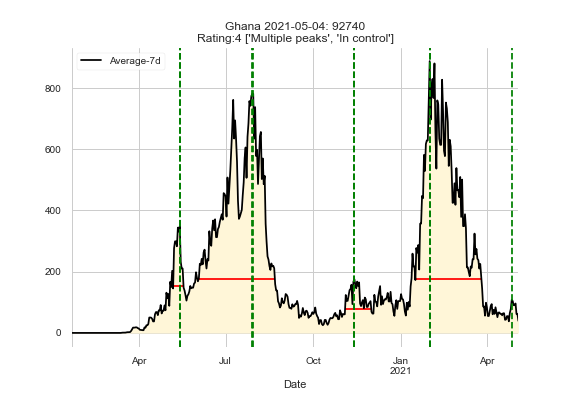 Ghana 2021-05-04: 92740
Rating:4 ['Multiple peaks', 'In control']
Average-7d
800
600
400
200
0
Apr
Jul
Oct
Jan
2021
Apr
Date